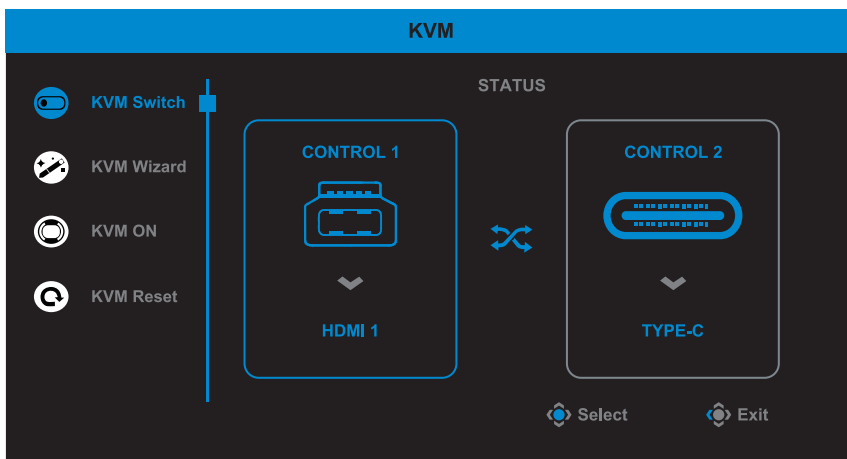 KVM
KVM Switch
KVM Wizard
KVM ON
KVM Reset
STATUS
CONTROL 1
HDMI 1
CONTROL 2
TYPE-C
Select
Exit